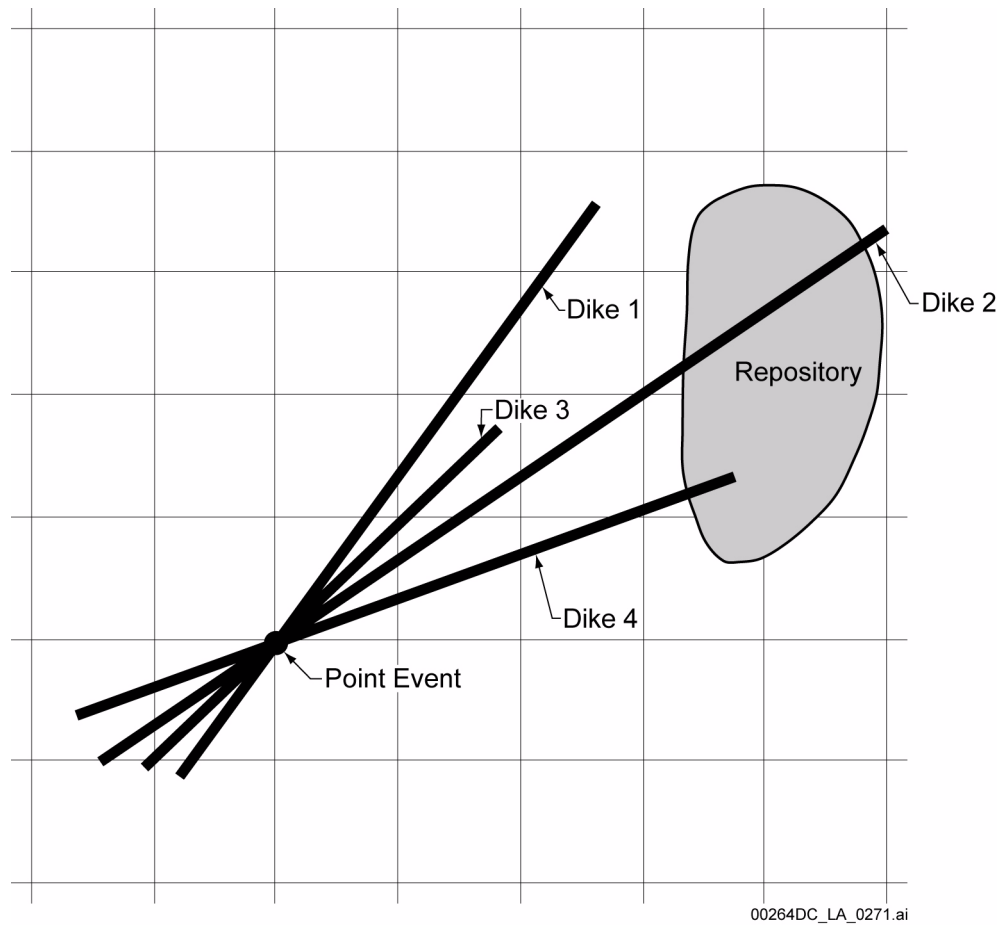 Dike 1
Dike 2
Repository
Dike 3
Dike 4
Point Event
00264DC_LA_0271.ai